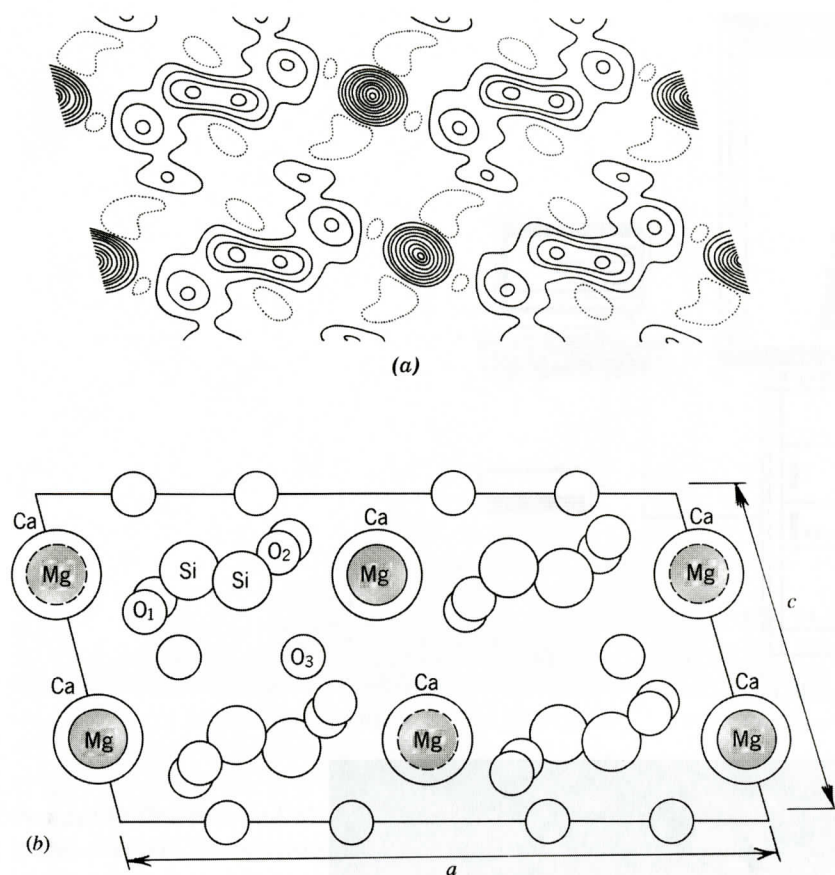 (a)
Ca Ca Ca
Mg Si Si O₂ Mg Mg
O₁
c
O₃
Ca Ca Ca
Mg Mg Mg
(b)
a